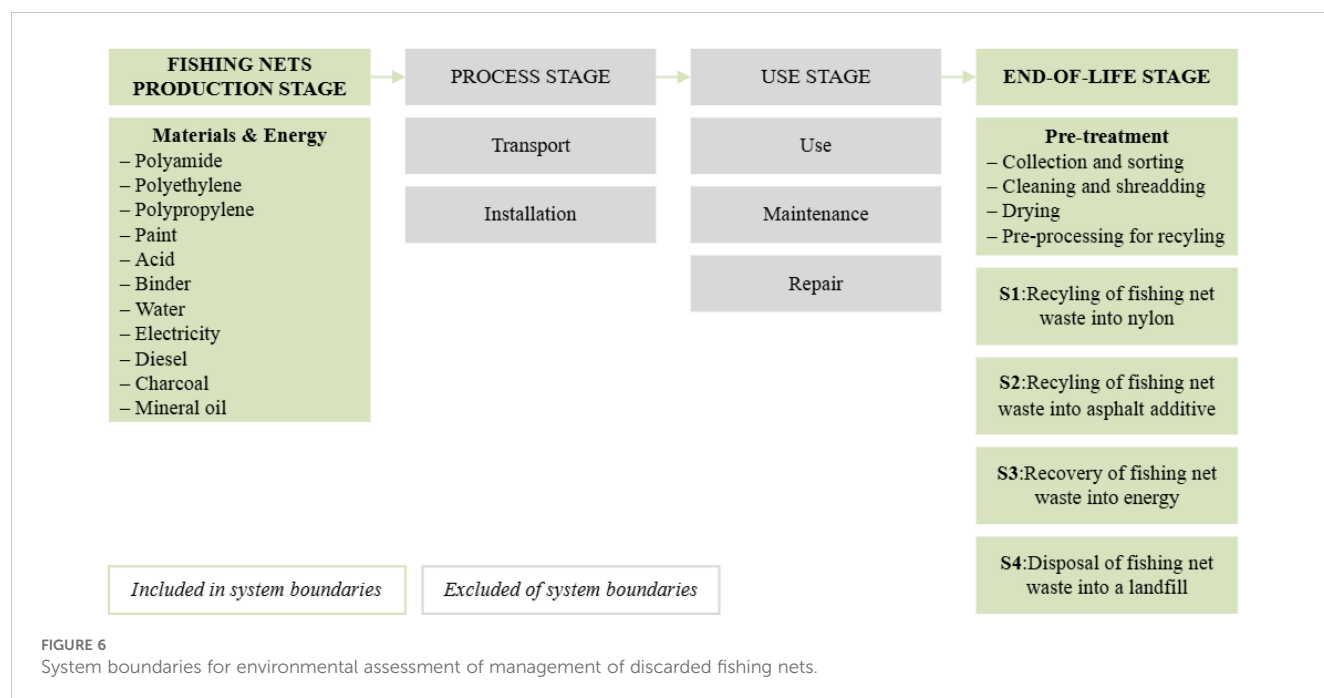 FISHING NETS
PRODUCTION STAGE
Materials & Energy
– Polyamide
– Polyethylene
– Polypropylene
– Paint
– Acid
– Binder
– Water
– Electricity
– Diesel
– Charcoal
– Mineral oil
PROCESS STAGE
Transport
Installation
USE STAGE
Use
Maintenance
Repair
END-OF-LIFE STAGE
Pre-treatment
– Collection and sorting
– Cleaning and shreadding
– Drying
– Pre-processing for recyling
S1:Recyling of fishing net
waste into nylon
S2:Recyling of fishing net
waste into asphalt additive
S3:Recovery of fishing net
waste into energy
S4:Disposal of fishing net
waste into a landfill
Included in system boundaries
Excluded of system boundaries
FIGURE 6
System boundaries for environmental assessment of management of discarded fishing nets.